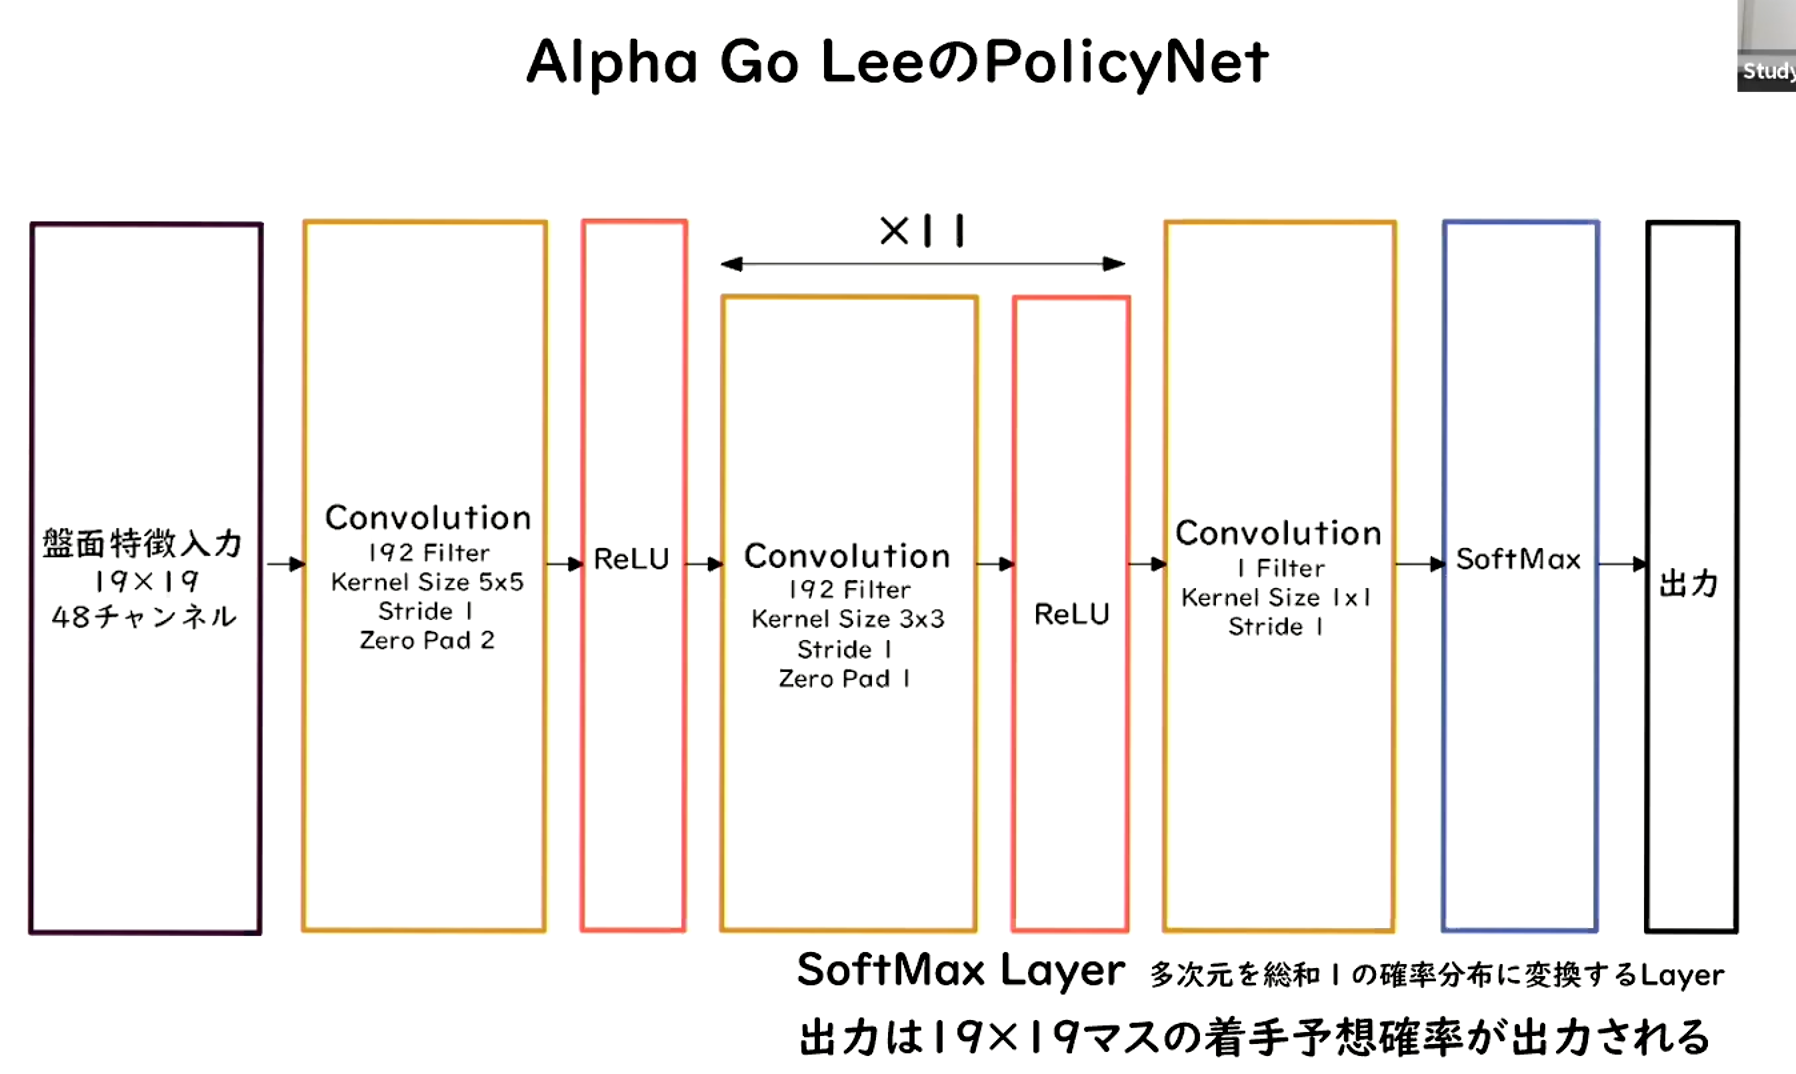 Alpha Go LeeのPolicyNet
Study
×11
盤面特徴入力
19×19
48チャンネル
Convolution
192 Filter
Kernel Size 5x5
Stride 1
Zero Pad 2
ReLU
Convolution
192 Filter
Kernel Size 3x3
Stride 1
Zero Pad 1
ReLU
Convolution
1 Filter
Kernel Size 1x1
Stride 1
SoftMax
出力
SoftMax Layer 多次元を総和1の確率分布に変換するLayer
出力は19×19マスの着手予想確率が出力される